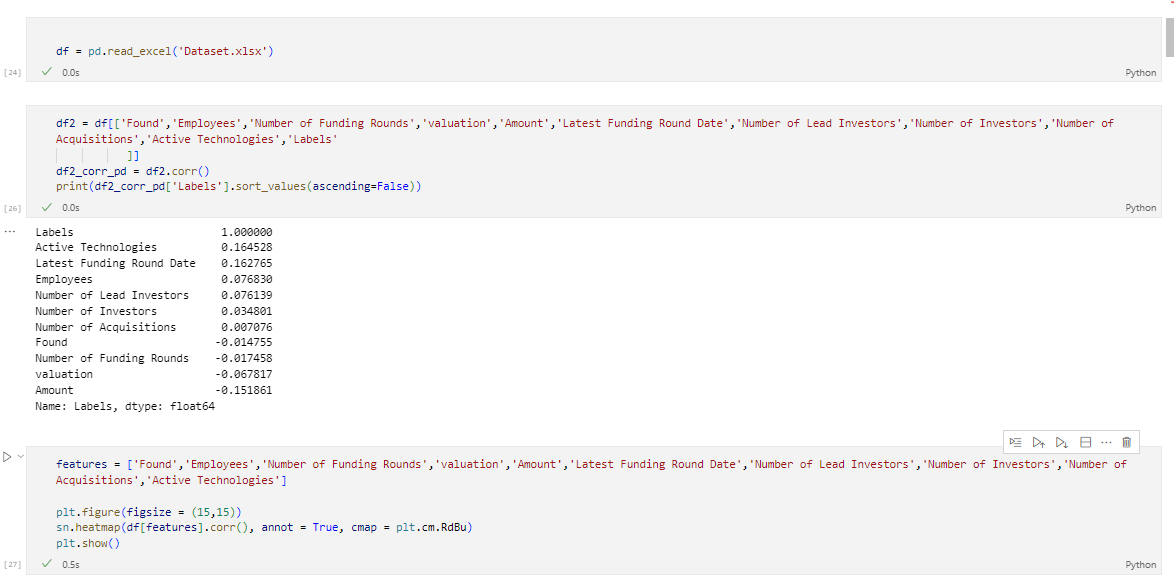 df = pd.read_excel('Dataset.xlsx')
[24]
0.0s
Python
df2 = df[['Found','Employees','Number of Funding Rounds','valuation','Amount','Latest Funding Round Date','Number of Lead Investors','Number of Investors','Number of
Acquisitions','Active Technologies','Labels'
]]
df2_corr_pd = df2.corr()
print(df2_corr_pd['Labels'].sort_values(ascending=False))
[26]
0.0s
Python
...
Labels 1.000000
Active Technologies 0.164528
Latest Funding Round Date 0.162765
Employees 0.076830
Number of Lead Investors 0.076139
Number of Investors 0.034801
Number of Acquisitions 0.007076
Found -0.014755
Number of Funding Rounds -0.017458
valuation -0.067817
Amount -0.151861
Name: Labels, dtype: float64
features = ['Found','Employees','Number of Funding Rounds','valuation','Amount','Latest Funding Round Date','Number of Lead Investors','Number of Investors','Number of
Acquisitions','Active Technologies']
plt.figure(figsize = (15,15))
sn.heatmap(df[features].corr(), annot = True, cmap = plt.cm.RdBu)
plt.show()
[27]
0.5s
Python